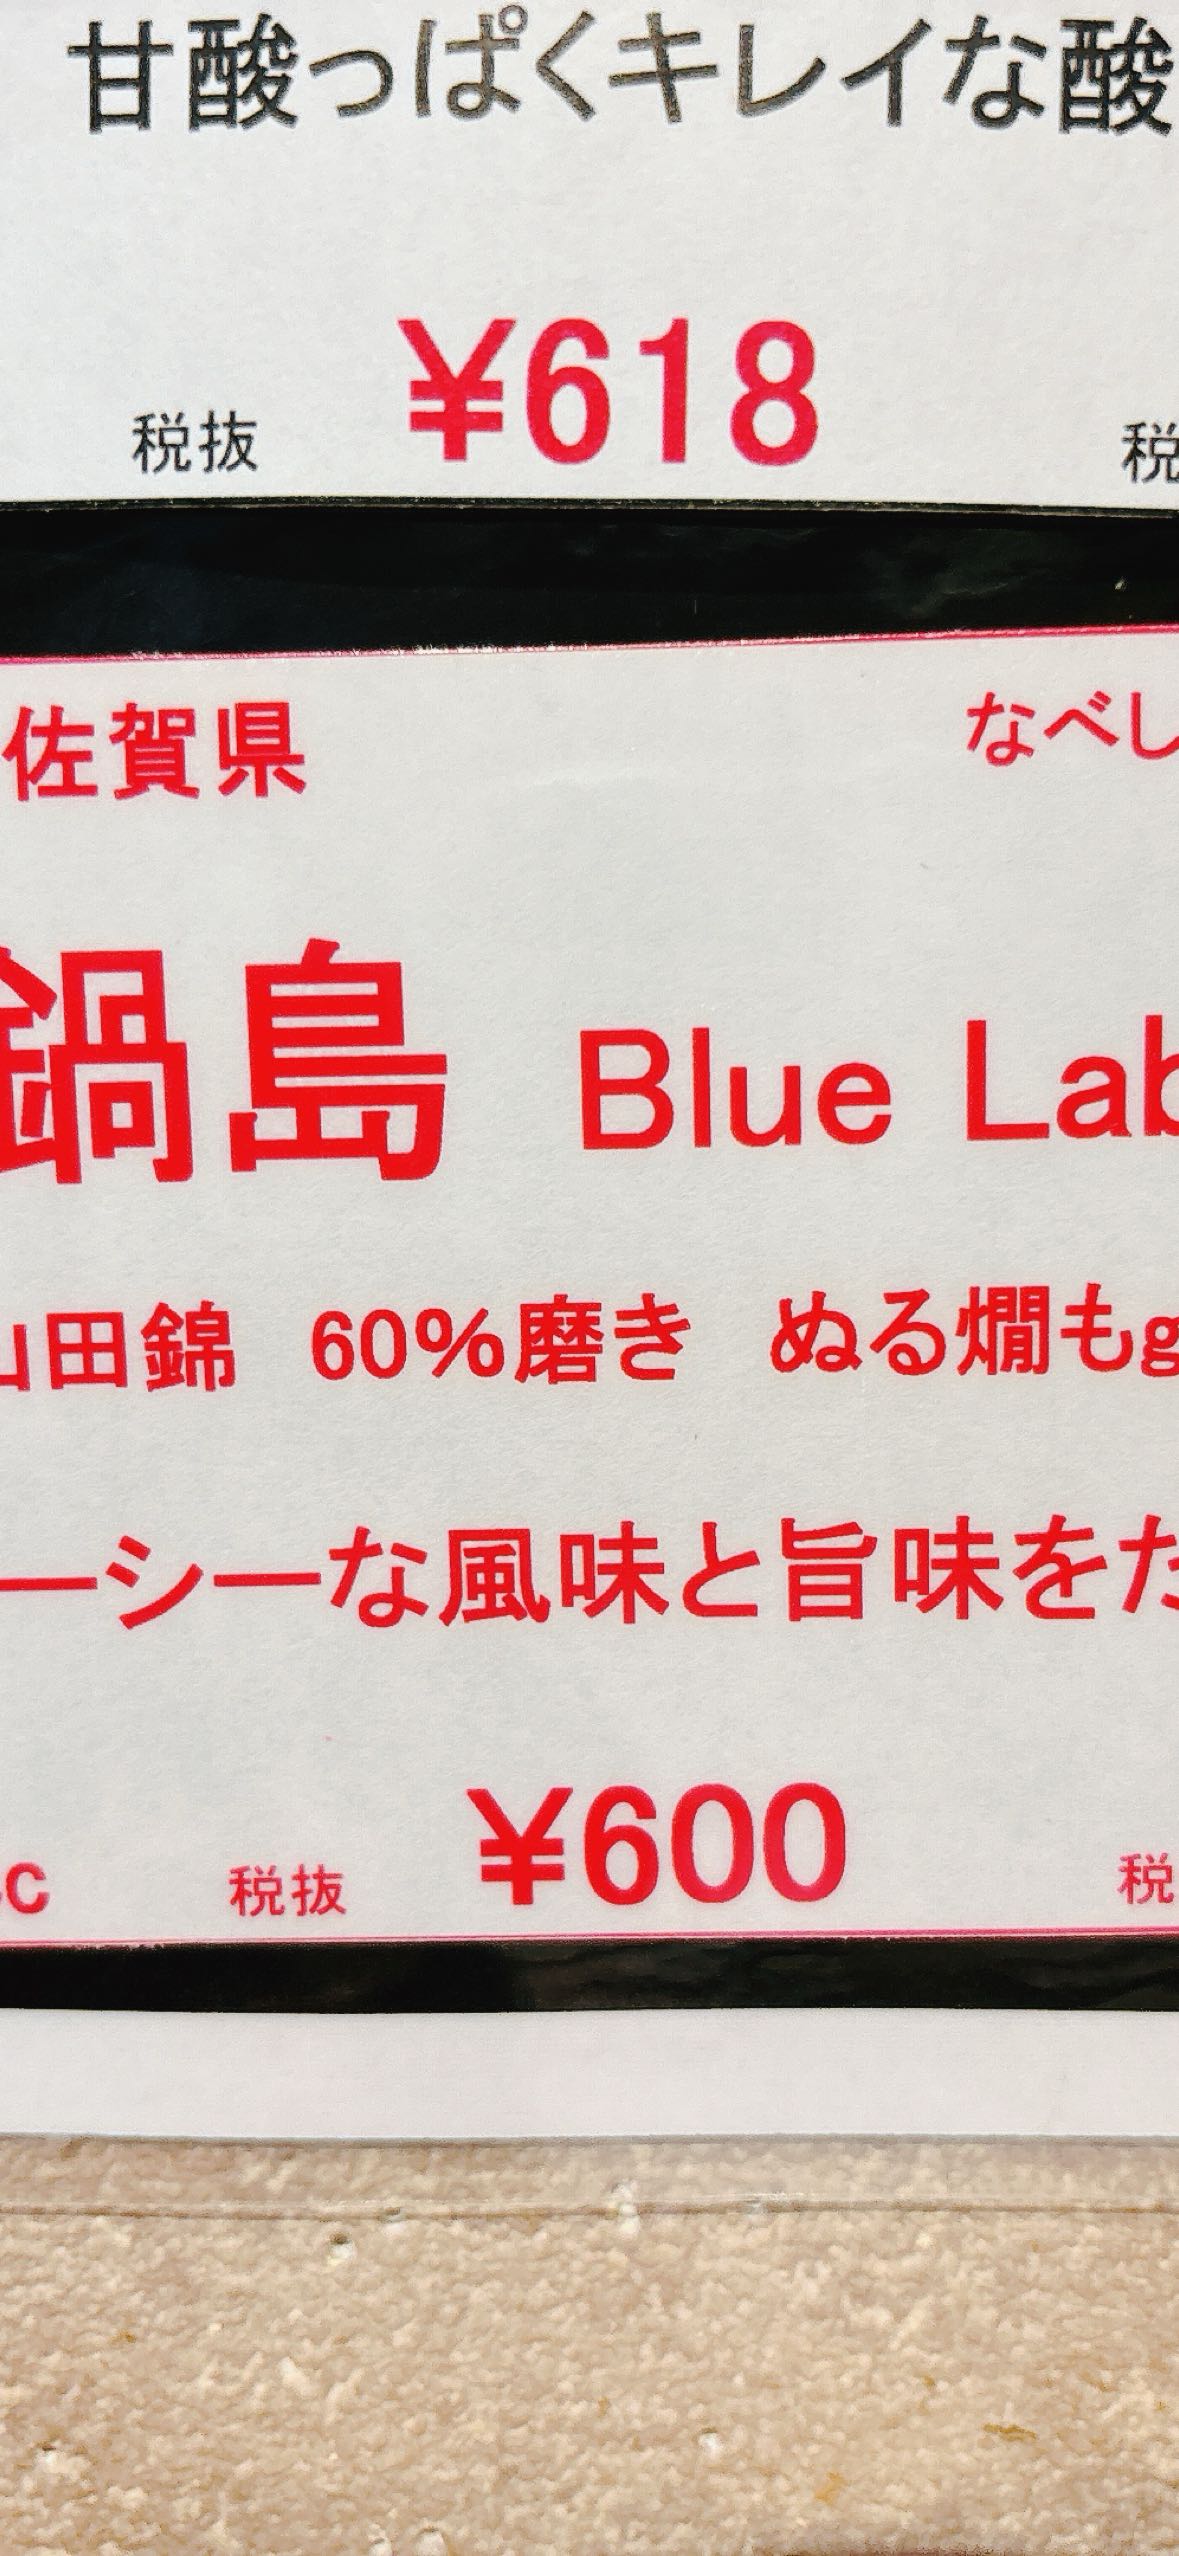 甘酸っぱくキレイな酸
税抜 ¥618 税
佐賀県 なべし
鍋島 Blue Lab
山田錦 60%磨き ぬる燗もg
ーシーな風味と旨味をた
C 税抜 ¥600 税